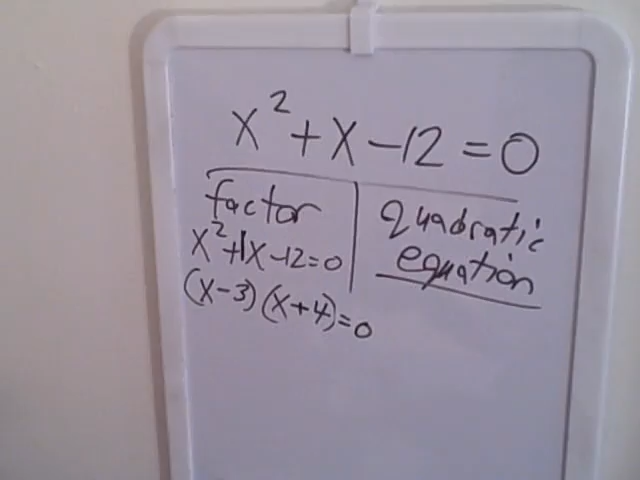 x² + x - 12 = 0
factor
x² + 1x - 12 = 0
(x - 3)(x + 4) = 0
quadratic
equation